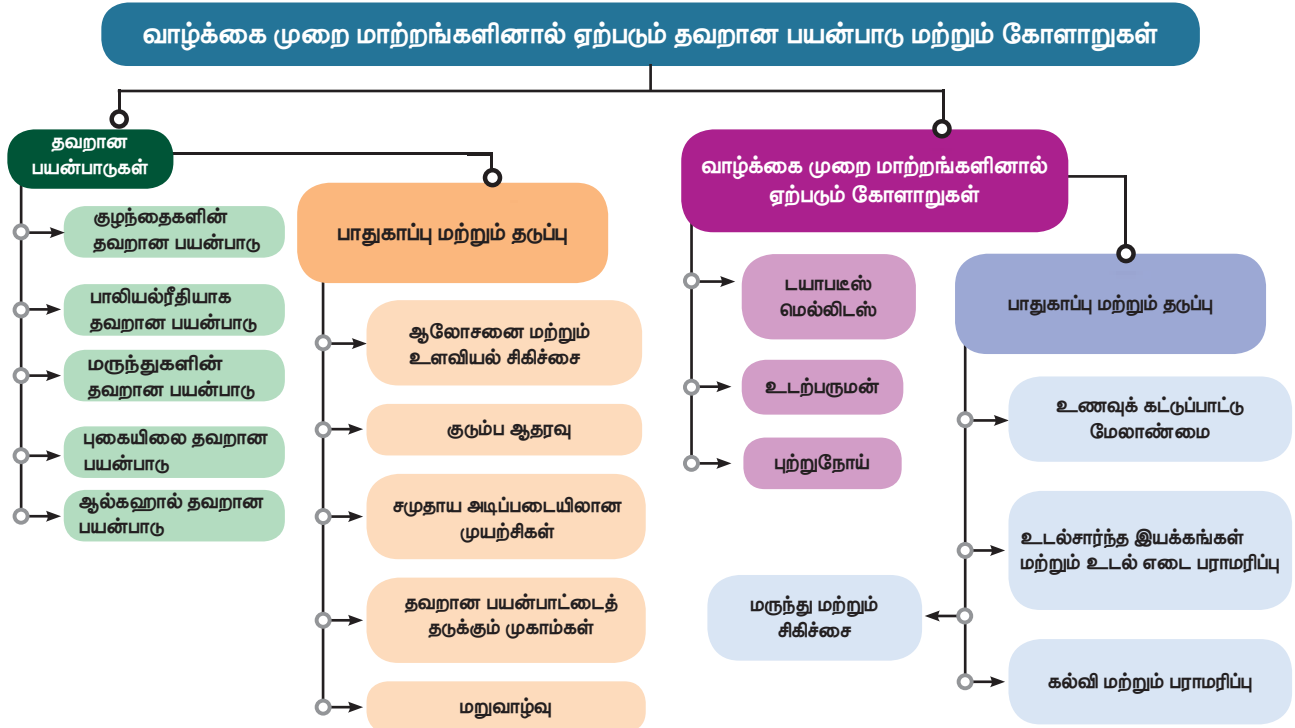 வாழ்க்கை முறை மாற்றங்களினால் ஏற்படும் தவறான பயன்பாடு மற்றும் கோளாறுகள்
தவறான
பயன்பாடுகள்
குழந்தைகளின்
தவறான பயன்பாடு
பாலியல்ரீதியாக
தவறான பயன்பாடு
மருந்துகளின்
தவறான பயன்பாடு
புகையிலை தவறான
பயன்பாடு
ஆல்கஹால் தவறான
பயன்பாடு
பாதுகாப்பு மற்றும் தடுப்பு
ஆலோசனை மற்றும்
உளவியல் சிகிச்சை
குடும்ப ஆதரவு
சமுதாய அடிப்படையிலான
முயற்சிகள்
தவறான பயன்பாட்டைத்
தடுக்கும் முகாம்கள்
மறுவாழ்வு
வாழ்க்கை முறை மாற்றங்களினால்
ஏற்படும் கோளாறுகள்
டயாபடீஸ்
மெல்லிடஸ்
உடற்பருமன்
புற்றுநோய்
பாதுகாப்பு மற்றும் தடுப்பு
உணவுக் கட்டுப்பாட்டு
மேலாண்மை
உடல்சார்ந்த இயக்கங்கள்
மற்றும் உடல் எடை பராமரிப்பு
மருந்து மற்றும்
சிகிச்சை
கல்வி மற்றும் பராமரிப்பு